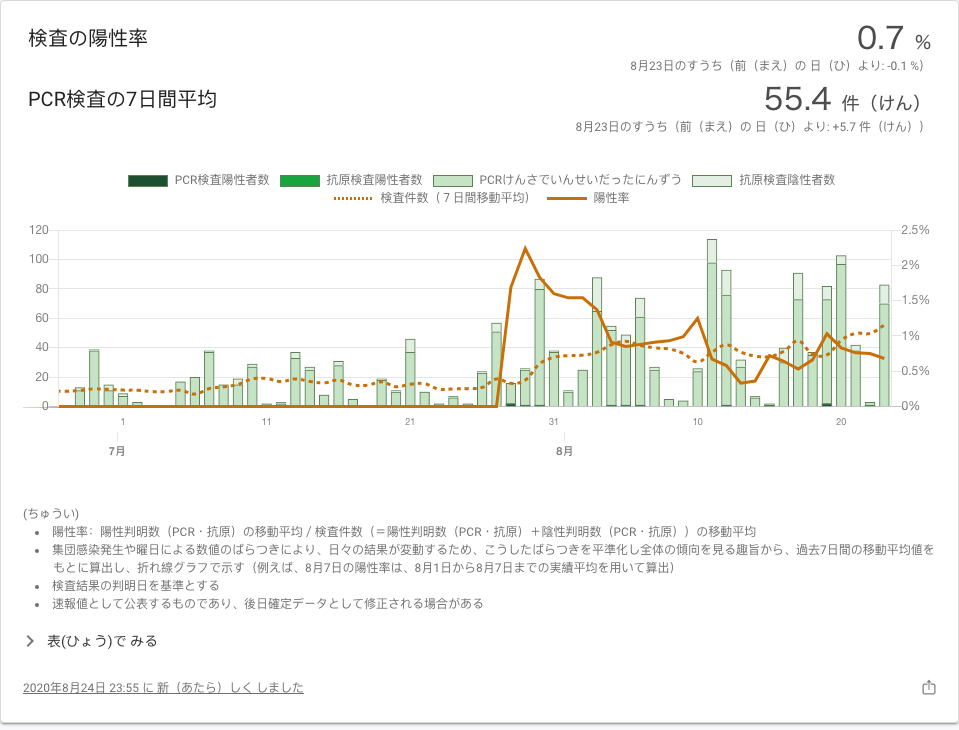 検査の陽性率
0.7 %
8月23日のすうち（前（まえ）の 日（ひ）より: -0.1 %）
PCR検査の7日間平均
55.4 件（けん）
8月23日のすうち（前（まえ）の 日（ひ）より: +5.7 件（けん））
PCR検査陽性者数 抗原検査陽性者数 PCRけんさでいんせいだったにんずう 抗原検査陰性者数
検査件数（７日間移動平均） 陽性率
120 2.5%
100 2%
80 1.5%
60 1%
40 0.5%
20
0 0%
1 11 21 31 10 20
7月 8月
(ちゅうい)
陽性率：陽性判明数（PCR・抗原）の移動平均 / 検査件数（＝陽性判明数（PCR・抗原）＋陰性判明数（PCR・抗原））の移動平均
集団感染発生や曜日による数値のばらつきにより、日々の結果が変動するため、こうしたばらつきを平準化し全体の傾向を見る趣旨から、過去7日間の移動平均値を
もとに算出し、折れ線グラフで示す（例えば、8月7日の陽性率は、8月1日から8月7日までの実績平均を用いて算出）
検査結果の判明日を基準とする
速報値として公表するものであり、後日確定データとして修正される場合がある
表(ひょう)で みる
2020年8月24日 23:55 に 新（あたら）しく しました